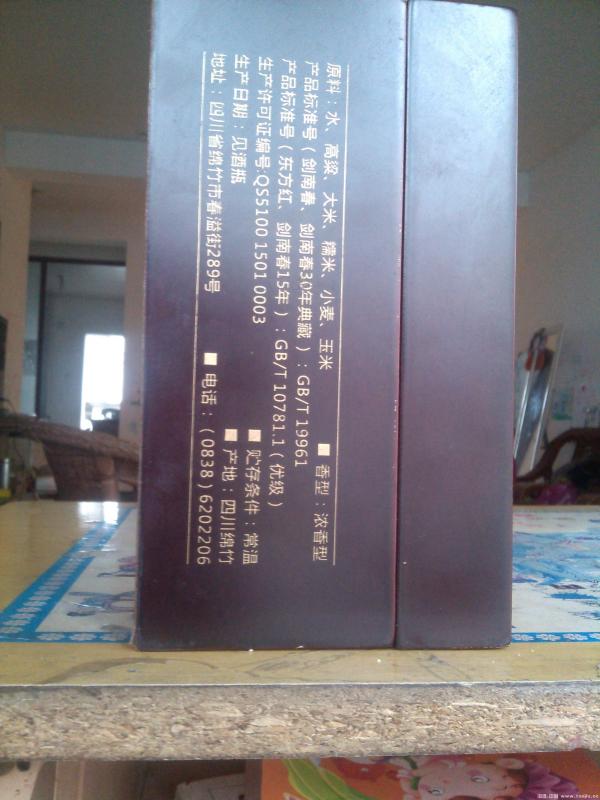 原料：水、高粱、大米、糯米、小麦、玉米 ■ 香型：浓香型
产品标准号（剑南春、剑南春30年典藏）：GB/T 19961
产品标准号（东方红、剑南春15年）：GB/T 10781.1（优级）
生产许可证编号:QS5100 1501 0003 ■ 贮存条件：常温
生产日期：见酒瓶 ■ 产地：四川绵竹
地址：四川省绵竹市春溢街289号 ■ 电话：（0838）6202206